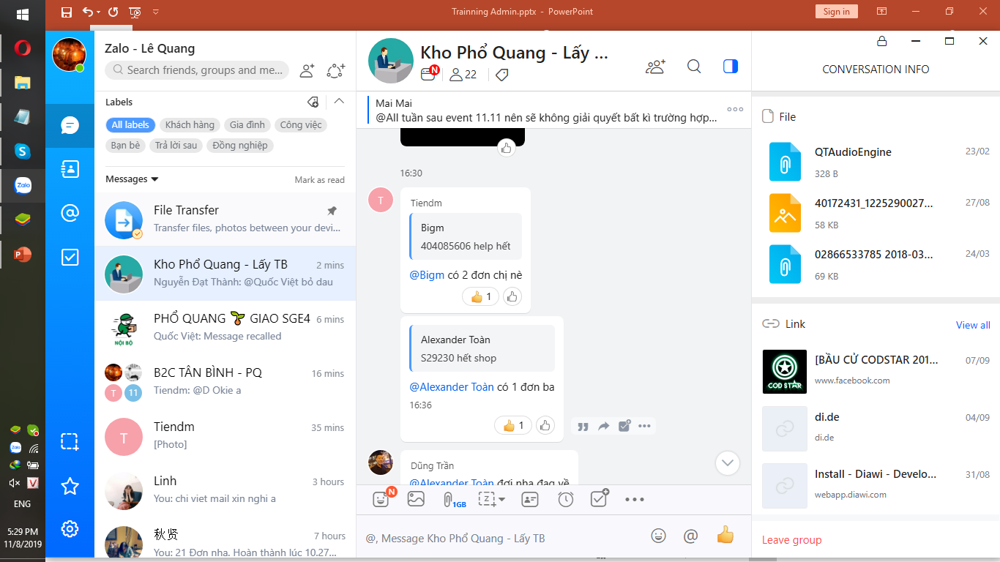 Trainning Admin.pptx - PowerPoint
Sign in
Zalo - Lê Quang
Search friends, groups and me...
Labels
All labels
Khách hàng
Gia đình
Công việc
Bạn bè
Trả lời sau
Đồng nghiệp
Messages
Mark as read
File Transfer
Transfer files, photos between your devi...
Kho Phổ Quang - Lấy TB
2 mins
Nguyễn Đạt Thành: @Quốc Việt bỏ dau
NỘI BỘ
PHỔ QUANG 🌱 GIAO SGE4
6 mins
Quốc Việt: Message recalled
T
11
B2C TÂN BÌNH - PQ
16 mins
Tiendm: @D Okie a
T
Tiendm
35 mins
[Photo]
Linh
3 hours
You: chi viet mail xin nghi a
秋贤
7 hours
You: 21 Đơn nha. Hoàn thành lúc 10.27...
Kho Phổ Quang - Lấy ...
N
22
Mai Mai
@All tuần sau event 11.11 nên sẽ không giải quyết bất kì trường hợp...
16:30
T
Tiendm
Bigm
404085606 help hết
@Bigm có 2 đơn chị nè
👍 1
Alexander Toàn
S29230 hết shop
@Alexander Toàn có 1 đơn ba
16:36
👍 1
Dũng Trần
@Alexander Toàn đợi nha đag về
N
1GB
@, Message Kho Phổ Quang - Lấy TB
CONVERSATION INFO
File
QTAudioEngine
23/02
328 B
40172431_1225290027...
27/08
58 KB
02866533785 2018-03...
24/03
69 KB
Link
View all
COD STAR
[BẦU CỬ CODSTAR 201...
07/09
www.facebook.com
di.de
04/09
di.de
Install - Diawi - Develo...
31/08
webapp.diawi.com
Leave group
Zalo
Zalo
ENG
5:29 PM
11/8/2019